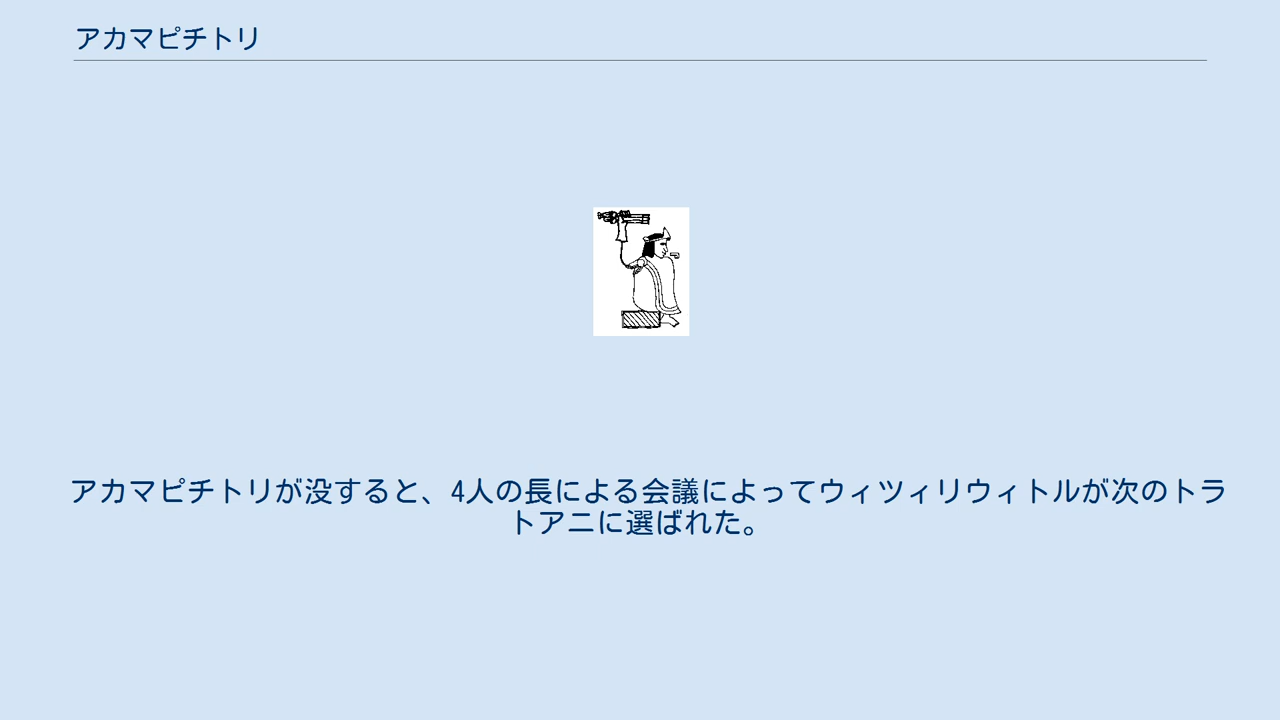 アカマピチトリ
アカマピチトリが没すると、4人の長による会議によってウィツィリウィトルが次のトラ
トアニに選ばれた。